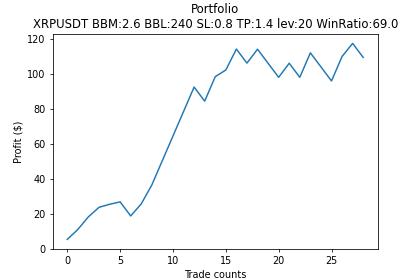 Portfolio
XRPUSDT BBM:2.6 BBL:240 SL:0.8 TP:1.4 lev:20 WinRatio:69.0
120
100
80
60
40
20
0
Profit ($)
0 5 10 15 20 25
Trade counts